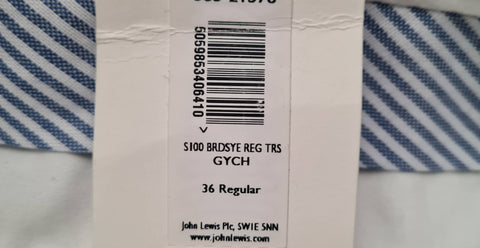 5059853406410
S100 BRDSYE REG TRS
GYCH
36 Regular
John Lewis Plc, SW1E 5NN
www.johnlewis.com